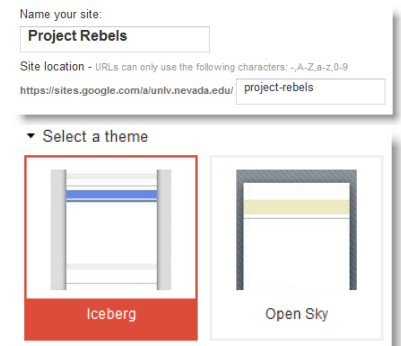 Name your site:
Project Rebels
Site location - URLs can only use the following characters: -,A-Z,a-z,0-9
https://sites.google.com/a/unlv.nevada.edu/ project-rebels
Select a theme
Iceberg Open Sky